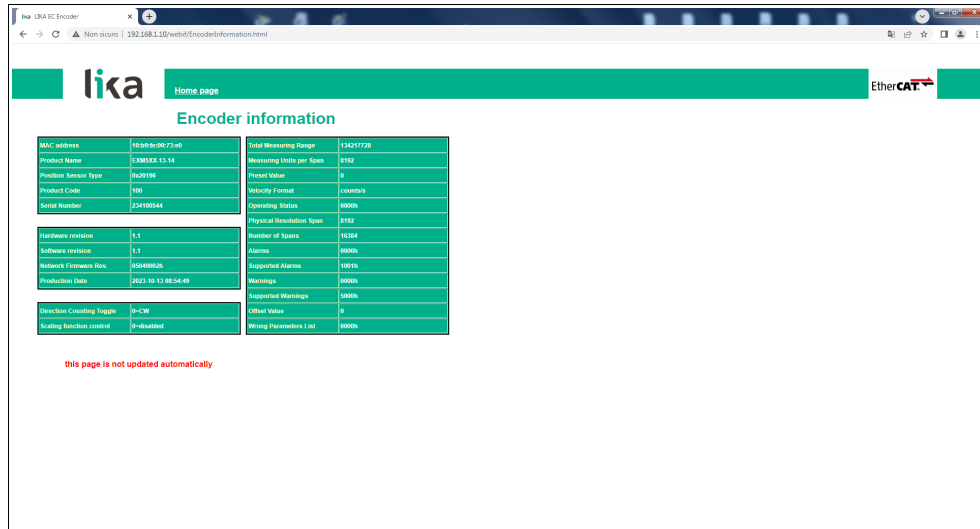 lika LIKA EC Encoder
Non sicuro | 192.168.1.10/webif/EncoderInformation.html
lika
Home page
EtherCAT
Encoder information
MAC address 10:b9:fe:00:73:e0
Product Name EXM5XX-13-14
Position Sensor Type 0x20196
Product Code 100
Serial Number 234100544
Hardware revision 1.1
Software revision 1.1
Network Firmware Rev. 05040002h
Production Date 2023-10-13 08:54:49
Direction Counting Toggle 0=CW
Scaling function control 0=disabled
Total Measuring Range 134217728
Measuring Units per Span 8192
Preset Value 0
Velocity Format counts/s
Operating Status 0000h
Physical Resolution Span 8192
Number of Spans 16384
Alarms 0000h
Supported Alarms 1001h
Warnings 0000h
Supported Warnings 5000h
Offset Value 0
Wrong Parameters List 0000h
this page is not updated automatically